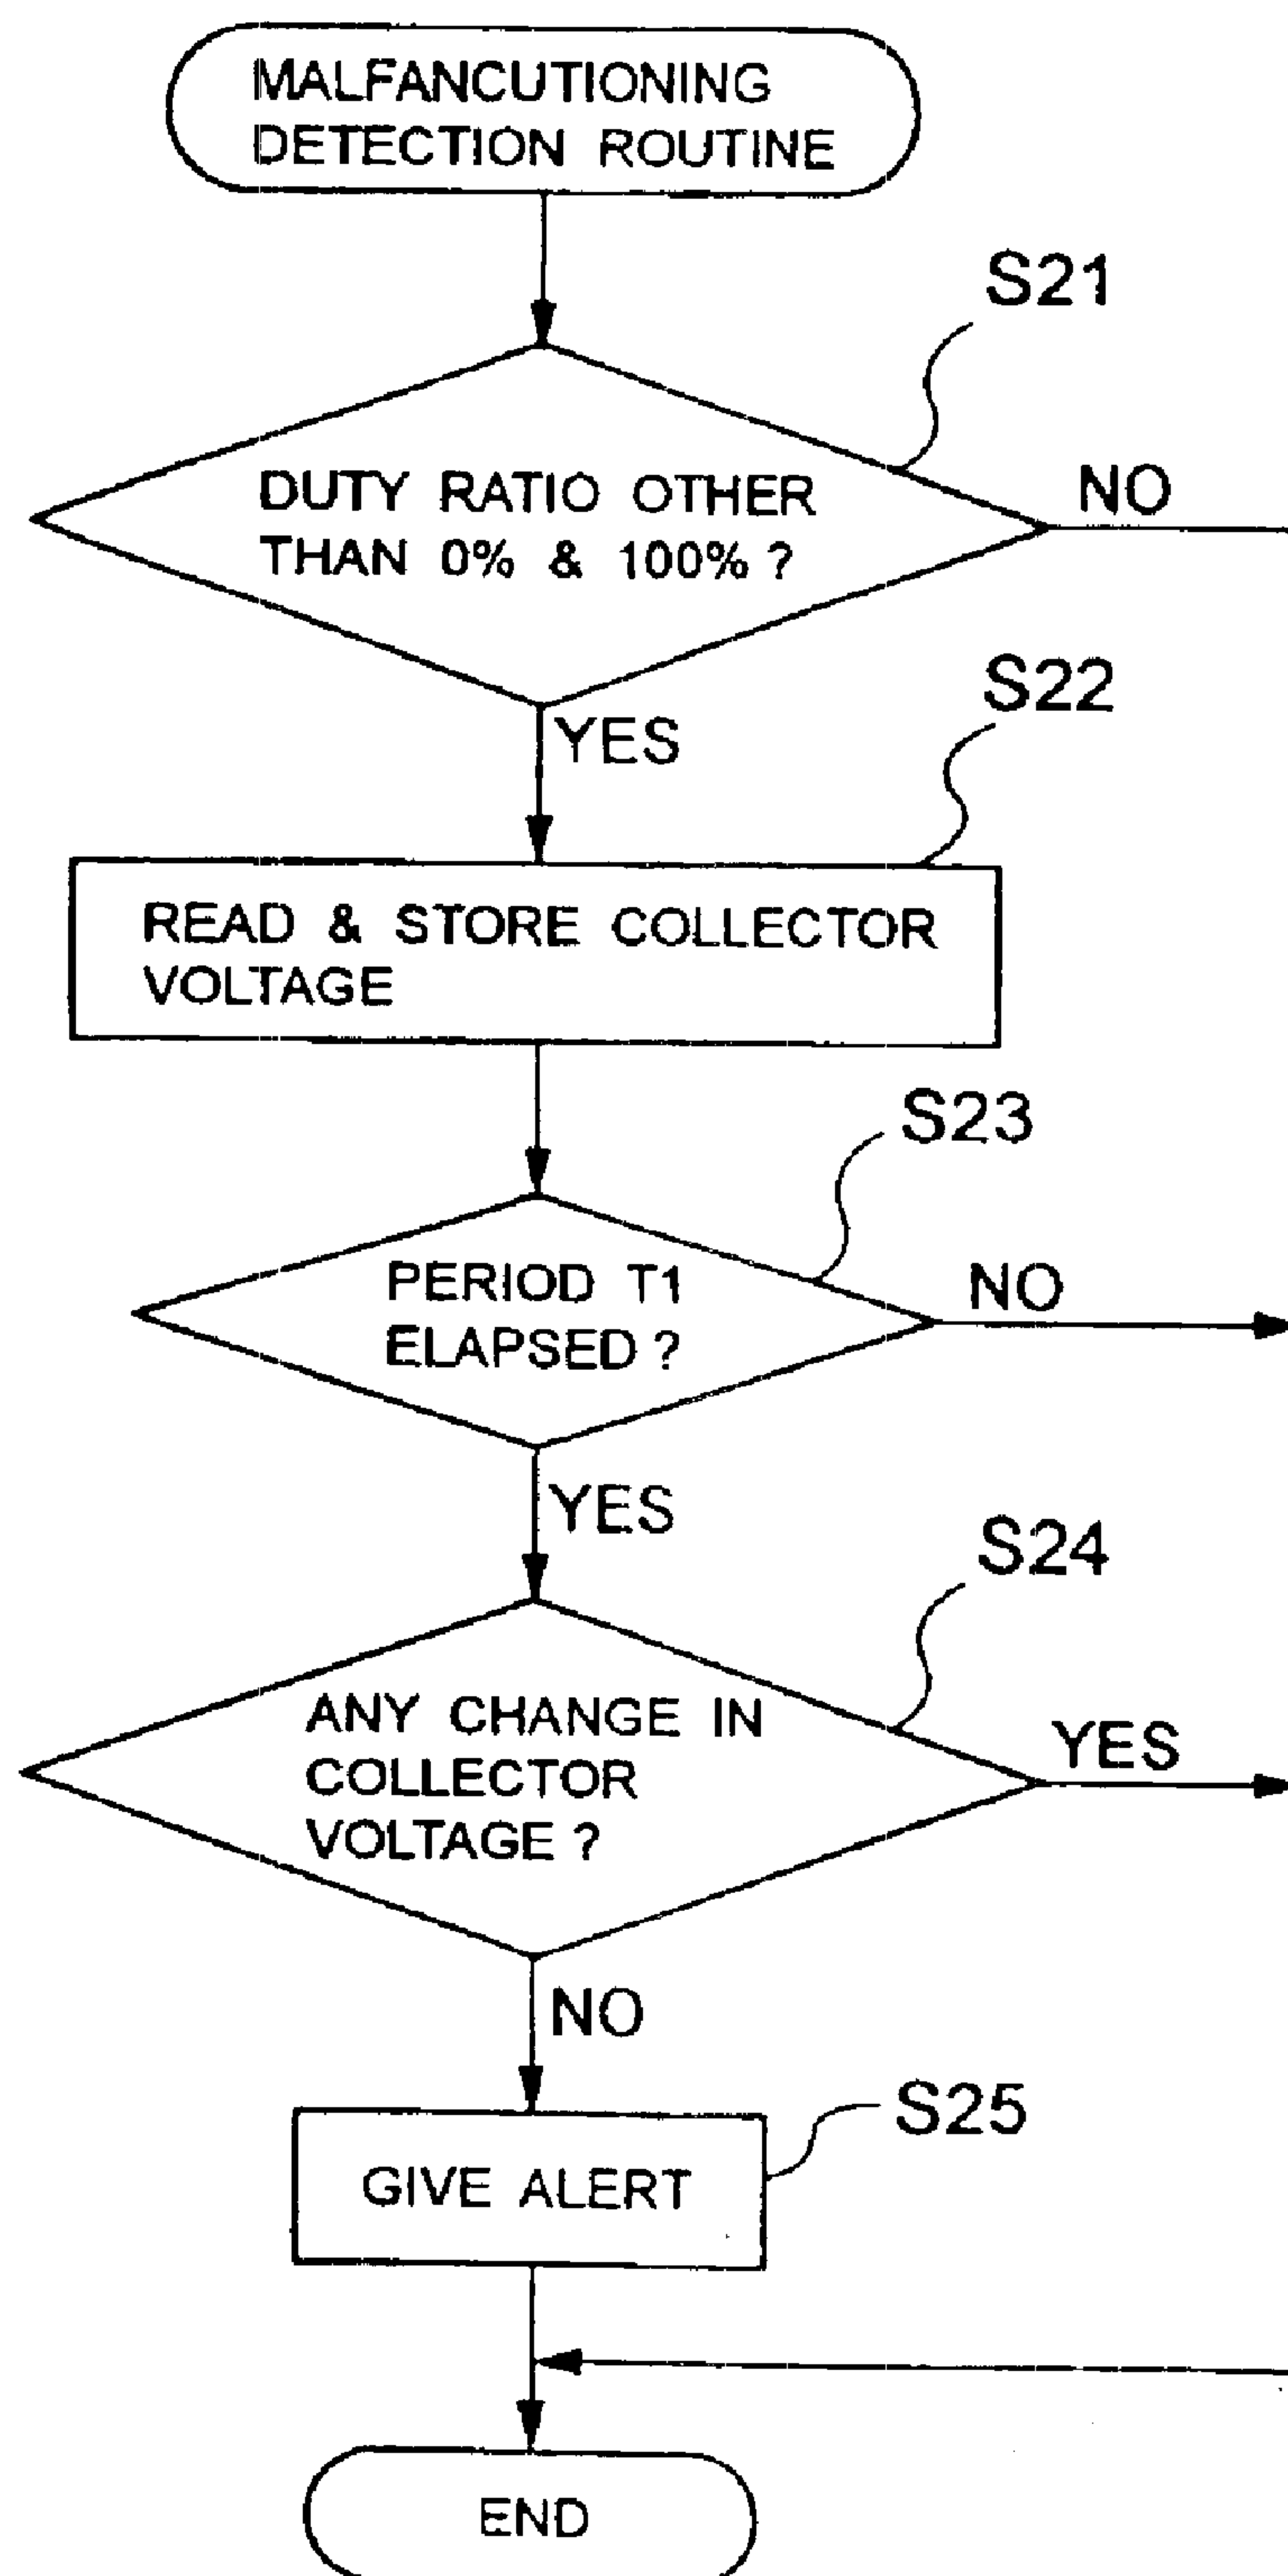 MALFANCUTIONING
DETECTION ROUTINE
S21
DUTY RATIO OTHER
THAN 0% & 100% ?
NO
YES
S22
READ & STORE COLLECTOR
VOLTAGE
S23
PERIOD T1
ELAPSED ?
NO
YES
S24
ANY CHANGE IN
COLLECTOR
VOLTAGE ?
YES
NO
S25
GIVE ALERT
END